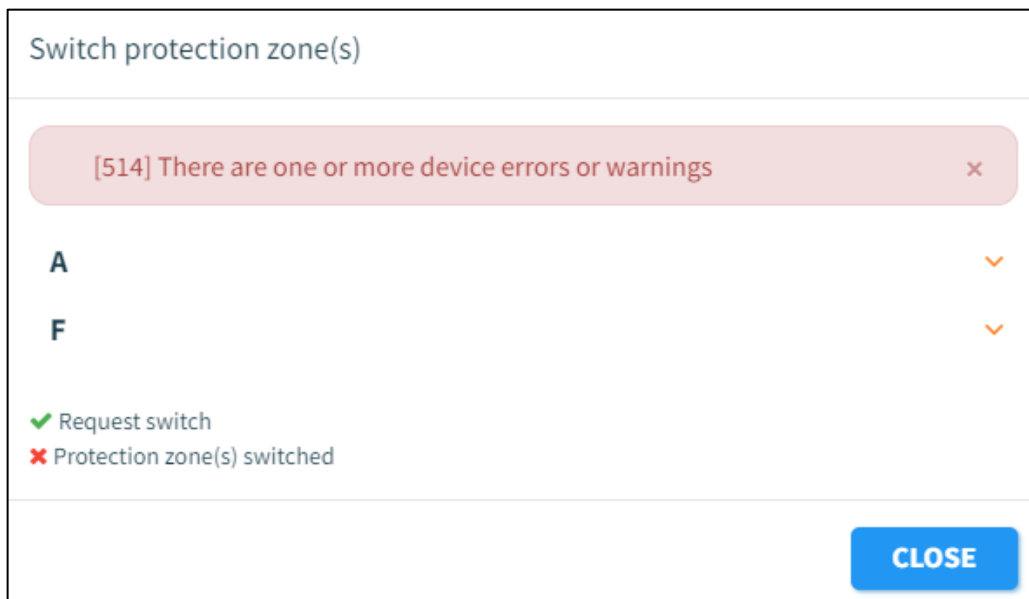 Switch protection zone(s)
[514] There are one or more device errors or warnings
A
F
Request switch
Protection zone(s) switched
CLOSE